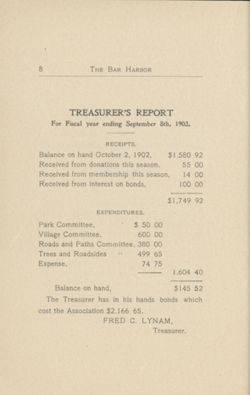 8 THE BAR HARBOR
TREASURER'S REPORT
For Fiscal year ending September 8th, 1903.
RECEIPTS.
Balance on hand October 2, 1902, $1,580 92
Received from donations this season, 55 00
Received from membership this season, 14 00
Received from interest on bonds, 100 00
$1,749 92
EXPENDITURES.
Park Committee, $ 50 00
Village Committee, 600 00
Roads and Paths Committee, 380 00
Trees and Roadsides " 499 65
Expense, 74 75
1,604 40
Balance on hand, $145 52
The Treasurer has in his hands bonds which
cost the Association $2,166 65.
FRED C. LYNAM,
Treasurer.